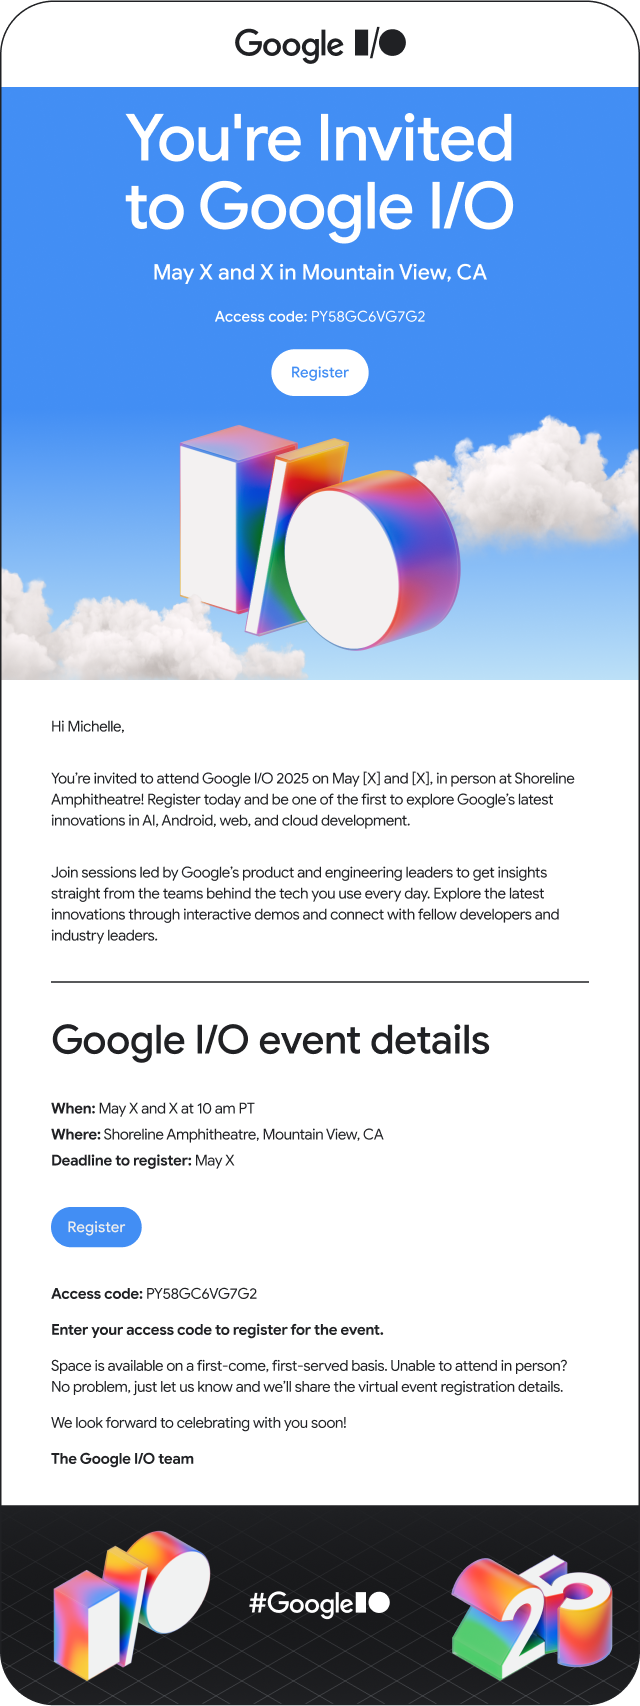 Google I/O
You're Invited
to Google I/O
May X and X in Mountain View, CA
Access code: PY58GC6VG7G2
Register
I/O
Hi Michelle,
You’re invited to attend Google I/O 2025 on May [X] and [X], in person at Shoreline
Amphitheatre! Register today and be one of the first to explore Google’s latest
innovations in AI, Android, web, and cloud development.
Join sessions led by Google’s product and engineering leaders to get insights
straight from the teams behind the tech you use every day. Explore the latest
innovations through interactive demos and connect with fellow developers and
industry leaders.
Google I/O event details
When: May X and X at 10 am PT
Where: Shoreline Amphitheatre, Mountain View, CA
Deadline to register: May X
Register
Access code: PY58GC6VG7G2
Enter your access code to register for the event.
Space is available on a first-come, first-served basis. Unable to attend in person?
No problem, just let us know and we’ll share the virtual event registration details.
We look forward to celebrating with you soon!
The Google I/O team
I/O
#GoogleIO
25